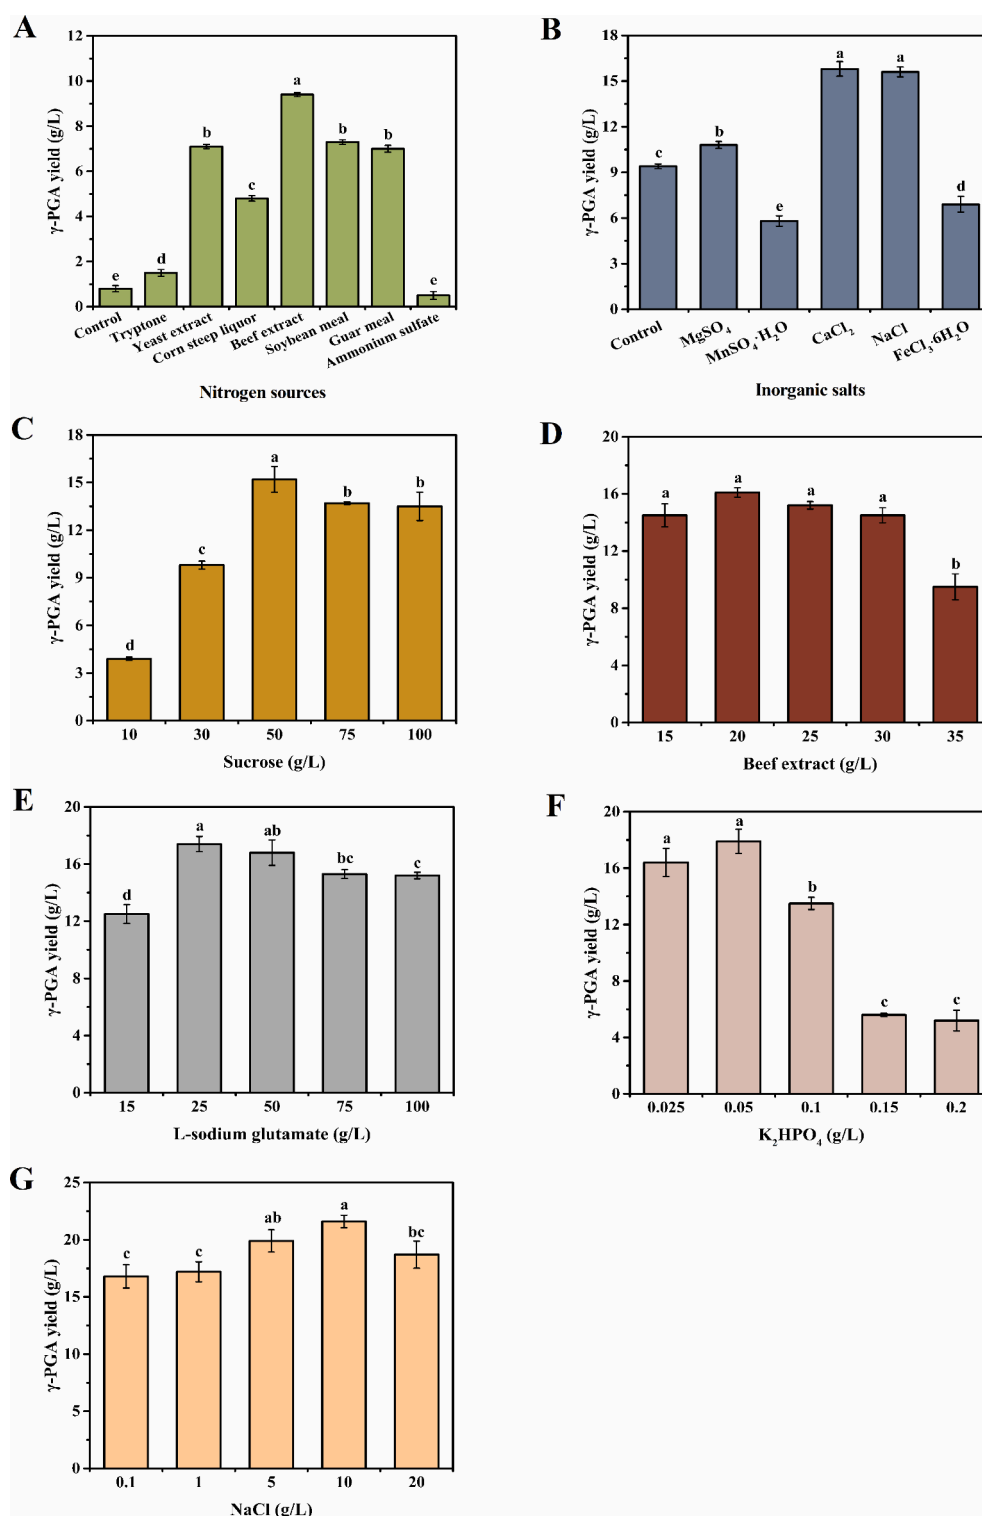 A
γ-PGA yield (g/L)
12
10
8
6
4
2
0
e
d
b
c
a
b
b
e
Control
Tryptone
Yeast extract
Corn steep liquor
Beef extract
Soybean meal
Guar meal
Ammonium sulfate
Nitrogen sources
B
γ-PGA yield (g/L)
18
15
12
9
6
3
0
c
b
e
a
a
d
Control
MgSO₄
MnSO₄·H₂O
CaCl₂
NaCl
FeCl₃·6H₂O
Inorganic salts
C
γ-PGA yield (g/L)
18
15
12
9
6
3
0
d
c
a
b
b
10 30 50 75 100
Sucrose (g/L)
D
γ-PGA yield (g/L)
20
16
12
8
4
0
a
a
a
a
b
15 20 25 30 35
Beef extract (g/L)
E
γ-PGA yield (g/L)
20
16
12
8
4
0
d
a
ab
bc
c
15 25 50 75 100
L-sodium glutamate (g/L)
F
γ-PGA yield (g/L)
20
16
12
8
4
0
a
a
b
c
c
0.025 0.05 0.1 0.15 0.2
K₂HPO₄ (g/L)
G
γ-PGA yield (g/L)
25
20
15
10
5
0
c
c
ab
a
bc
0.1 1 5 10 20
NaCl (g/L)